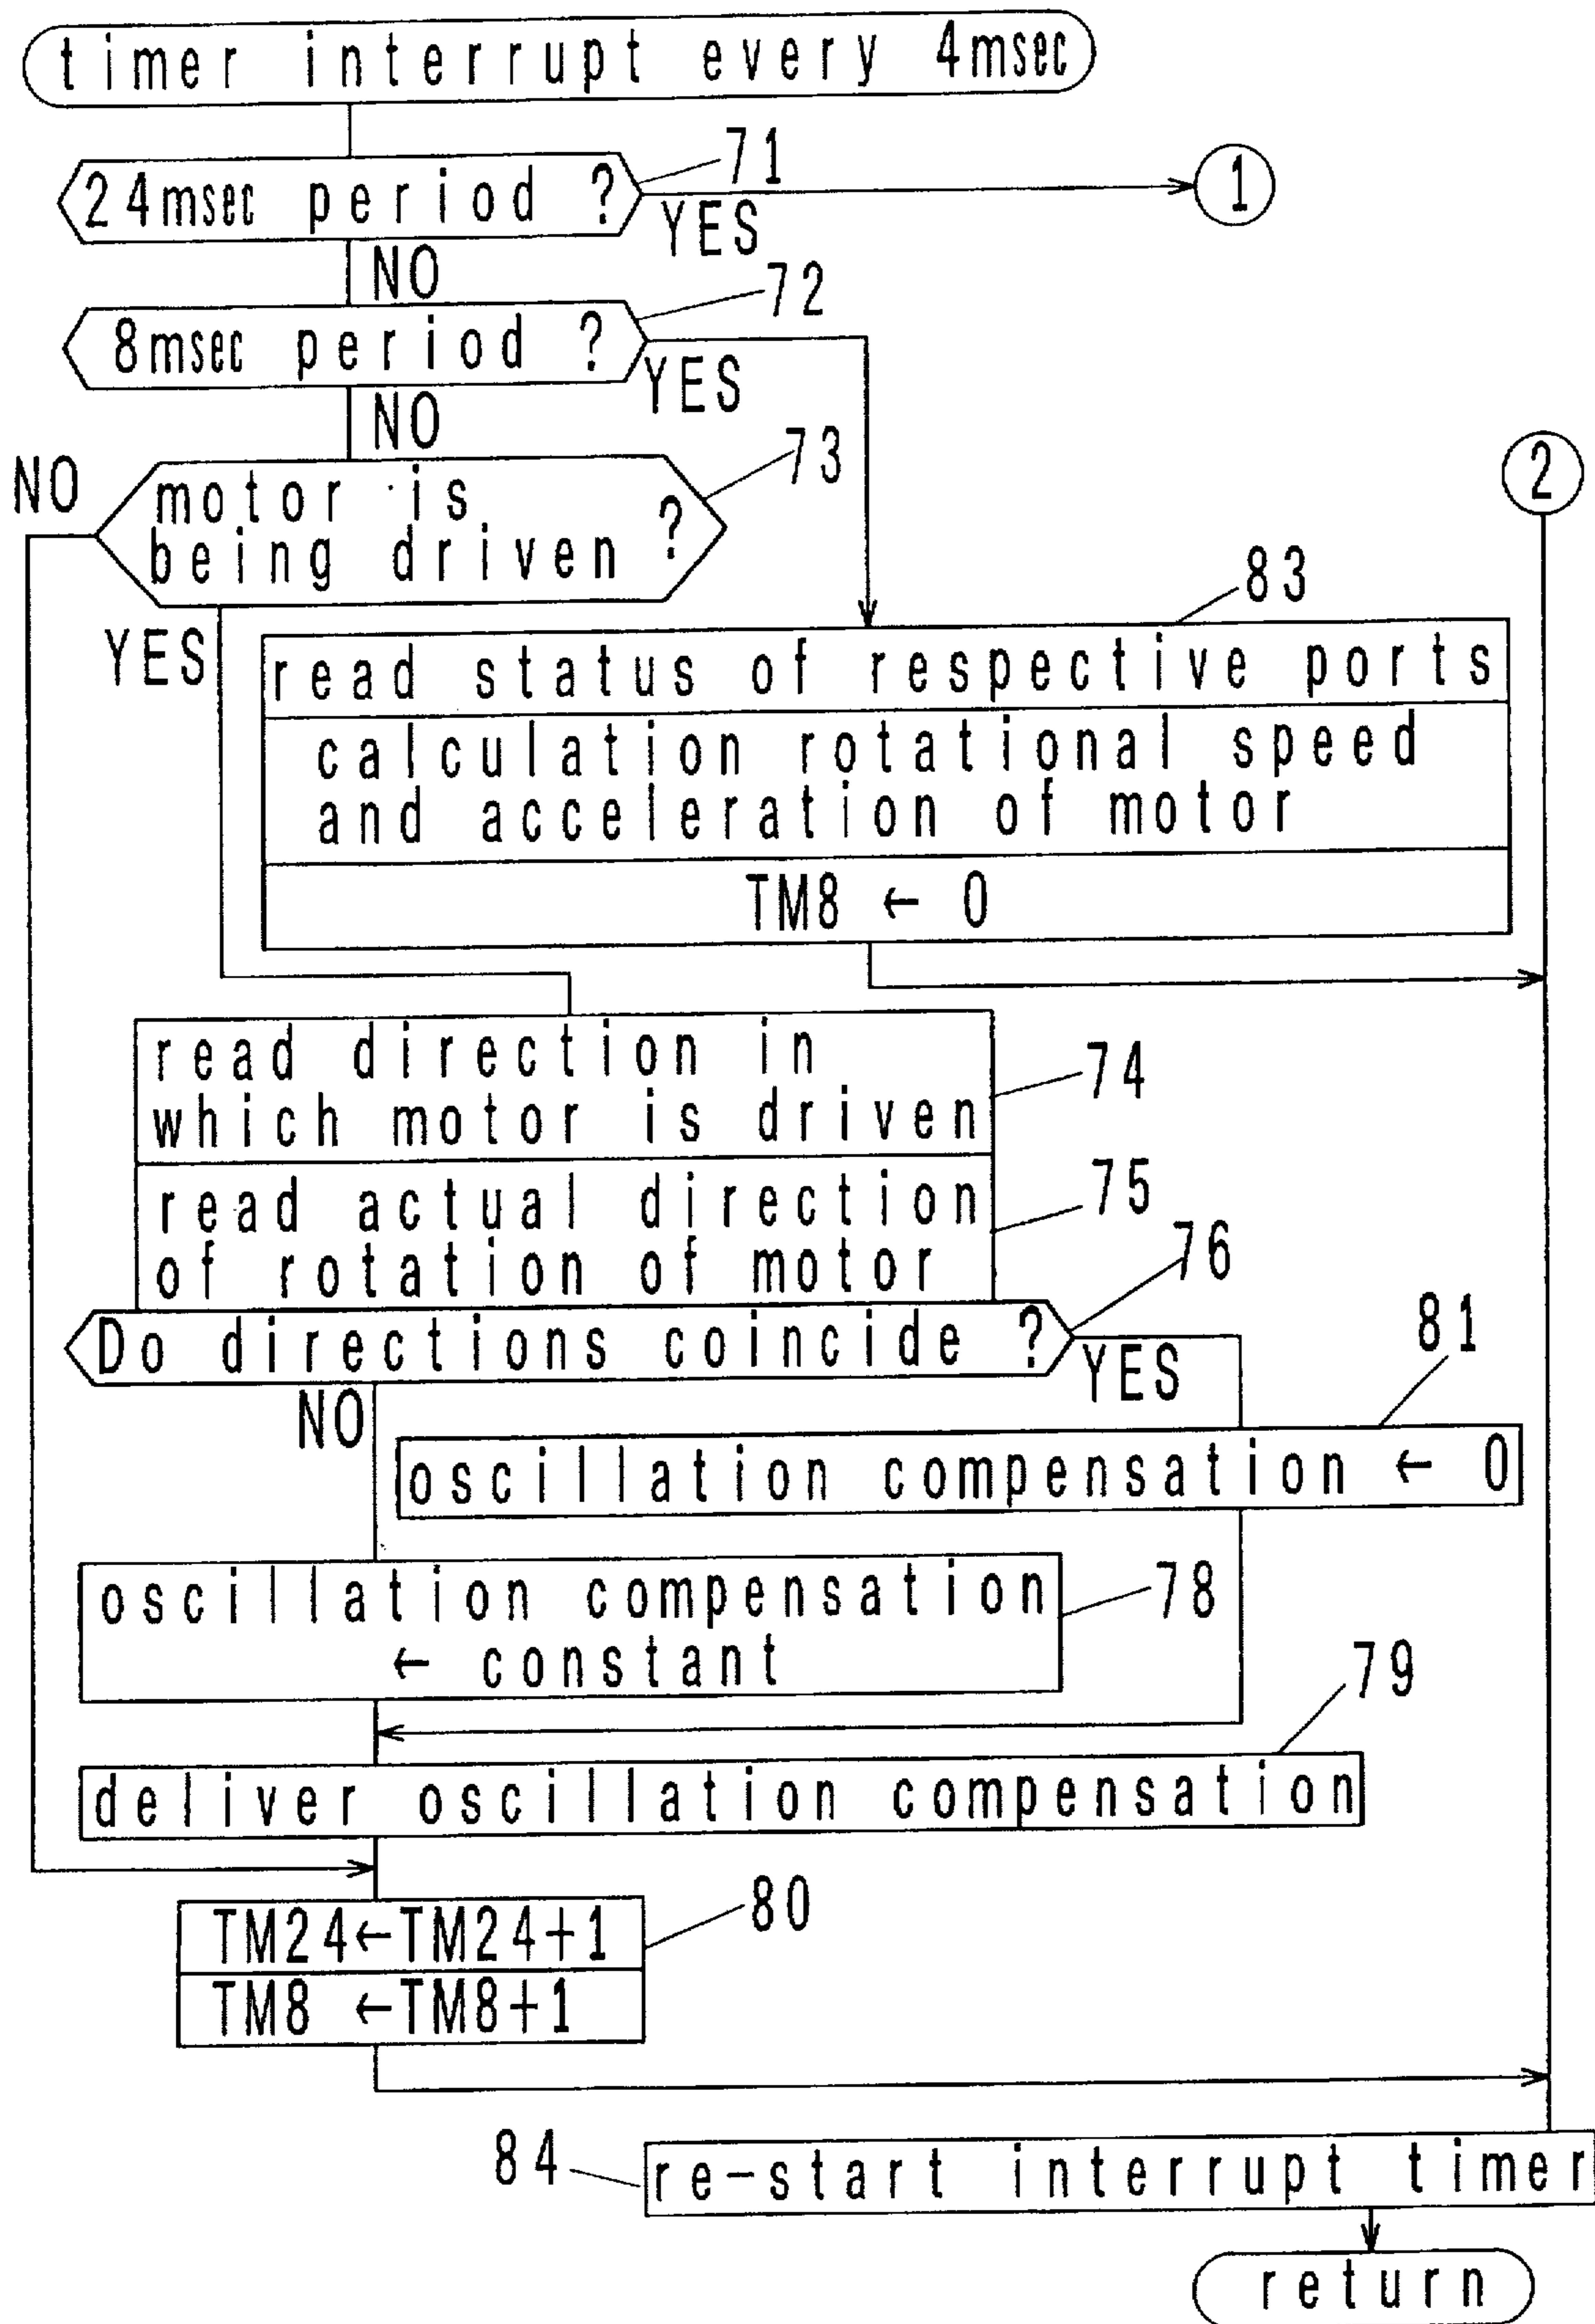 timer interrupt every 4msec
71
24msec period ?
YES
1
NO
72
8msec period ?
YES
NO
73
NO
motor is
being driven ?
2
YES
83
read status of respective ports
calculation rotational speed
and acceleration of motor
TM8 ← 0
read direction in
which motor is driven
74
read actual direction
of rotation of motor
75
76
Do directions coincide ?
YES
81
NO
oscillation compensation ← 0
oscillation compensation
← constant
78
79
deliver oscillation compensation
TM24←TM24+1
80
TM8 ←TM8+1
84
re-start interrupt timer
return